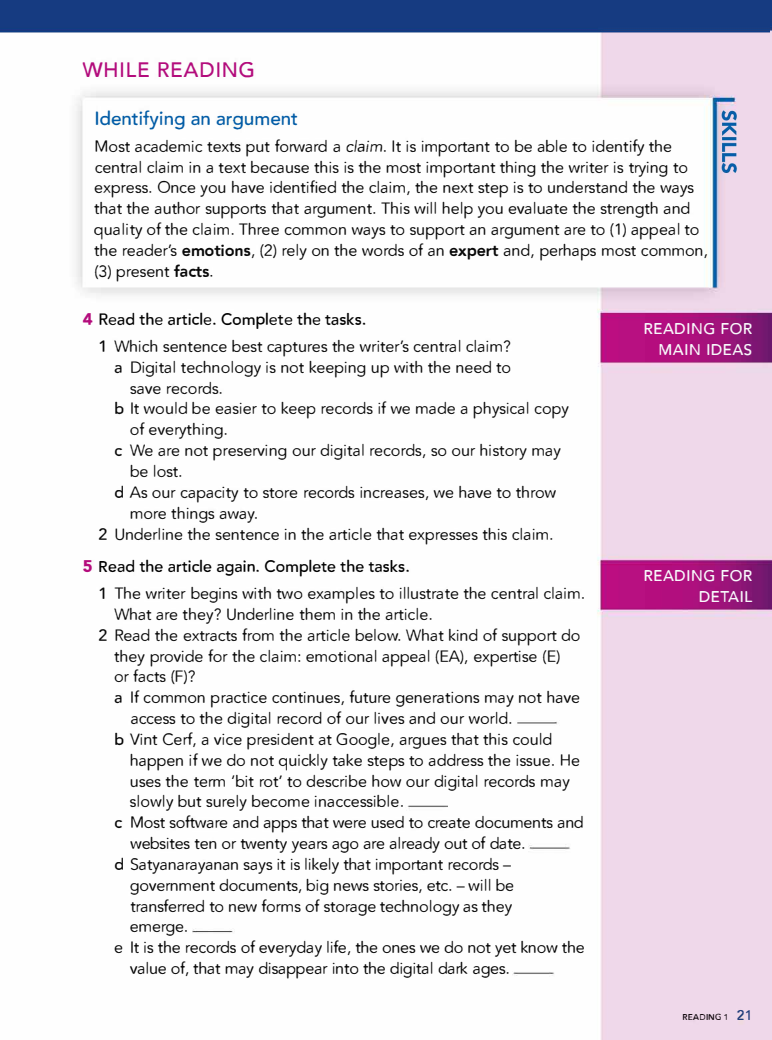 WHILE READING
Identifying an argument
Most academic texts put forward a claim. It is important to be able to identify the
central claim in a text because this is the most important thing the writer is trying to
express. Once you have identified the claim, the next step is to understand the ways
that the author supports that argument. This will help you evaluate the strength and
quality of the claim. Three common ways to support an argument are to (1) appeal to
the reader's emotions, (2) rely on the words of an expert and, perhaps most common,
(3) present facts.
SKILLS
4 Read the article. Complete the tasks.
READING FOR
MAIN IDEAS
1 Which sentence best captures the writer's central claim?
a Digital technology is not keeping up with the need to
save records.
b It would be easier to keep records if we made a physical copy
of everything.
c We are not preserving our digital records, so our history may
be lost.
d As our capacity to store records increases, we have to throw
more things away.
2 Underline the sentence in the article that expresses this claim.
5 Read the article again. Complete the tasks.
READING FOR
DETAIL
1 The writer begins with two examples to illustrate the central claim.
What are they? Underline them in the article.
2 Read the extracts from the article below. What kind of support do
they provide for the claim: emotional appeal (EA), expertise (E)
or facts (F)?
a If common practice continues, future generations may not have
access to the digital record of our lives and our world. _____
b Vint Cerf, a vice president at Google, argues that this could
happen if we do not quickly take steps to address the issue. He
uses the term 'bit rot' to describe how our digital records may
slowly but surely become inaccessible. _____
c Most software and apps that were used to create documents and
websites ten or twenty years ago are already out of date. _____
d Satyanarayanan says it is likely that important records –
government documents, big news stories, etc. – will be
transferred to new forms of storage technology as they
emerge. _____
e It is the records of everyday life, the ones we do not yet know the
value of, that may disappear into the digital dark ages. _____
READING 1 21